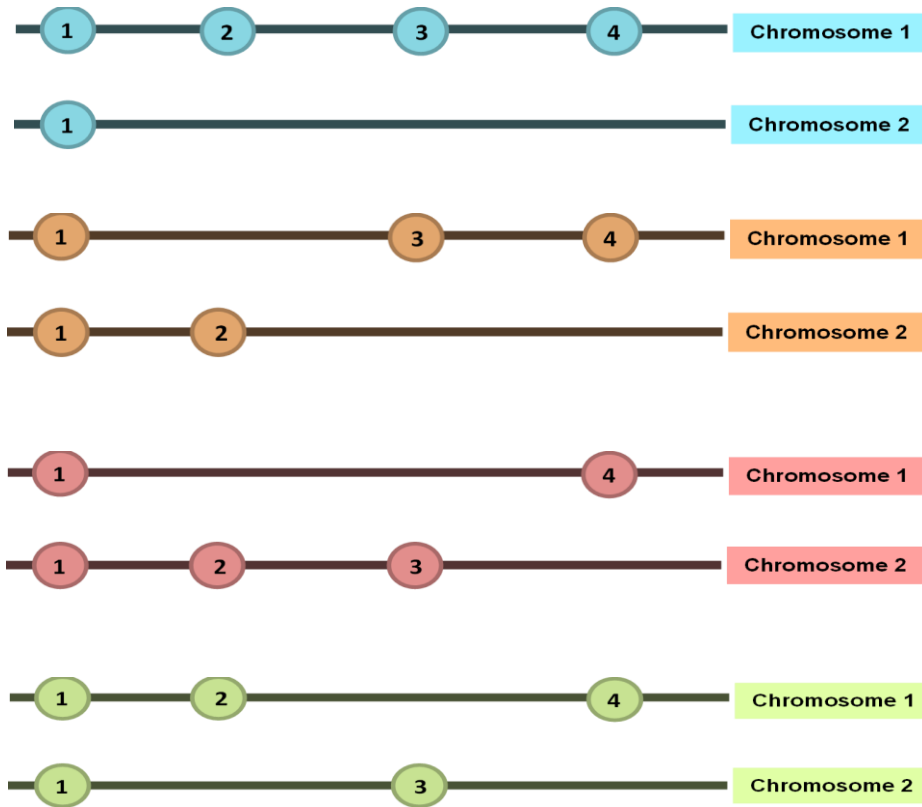 1 2 3 4 Chromosome 1
1 Chromosome 2
1 3 4 Chromosome 1
1 2 Chromosome 2
1 4 Chromosome 1
1 2 3 Chromosome 2
1 2 4 Chromosome 1
1 3 Chromosome 2